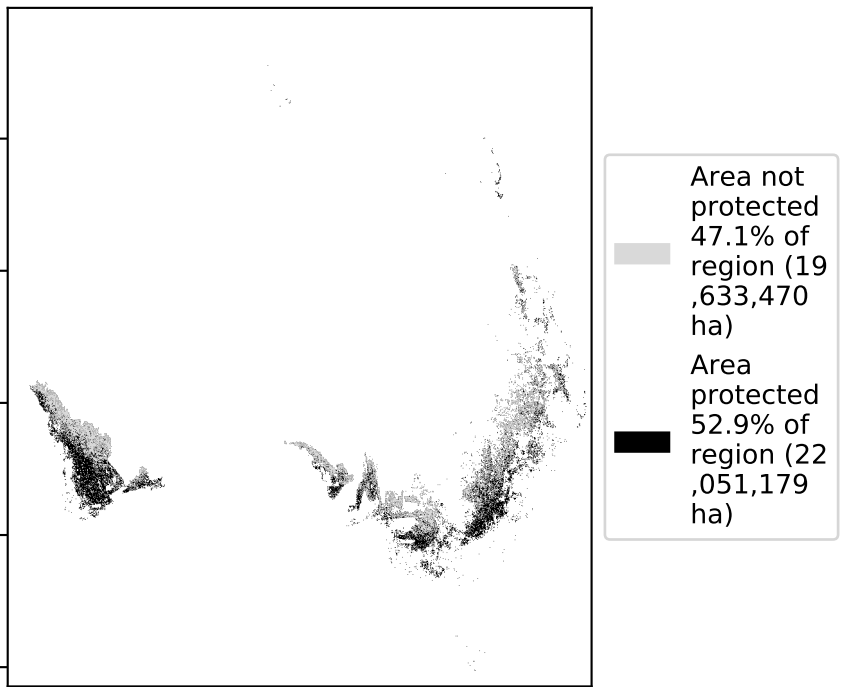 Area not
protected
47.1% of
region (19
,633,470
ha)
Area
protected
52.9% of
region (22
,051,179
ha)